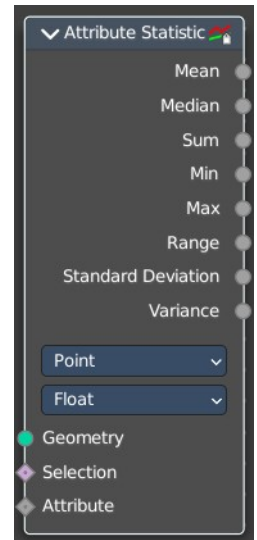 Attribute Statistic
Mean
Median
Sum
Min
Max
Range
Standard Deviation
Variance
Point
Float
Geometry
Selection
Attribute